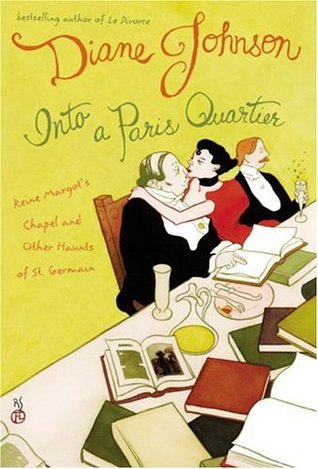 bestselling author of Le Divorce
Diane Johnson
Into a Paris Quartier
Reine Margot's
Chapel and
Other Haunts
of St. Germain
RS